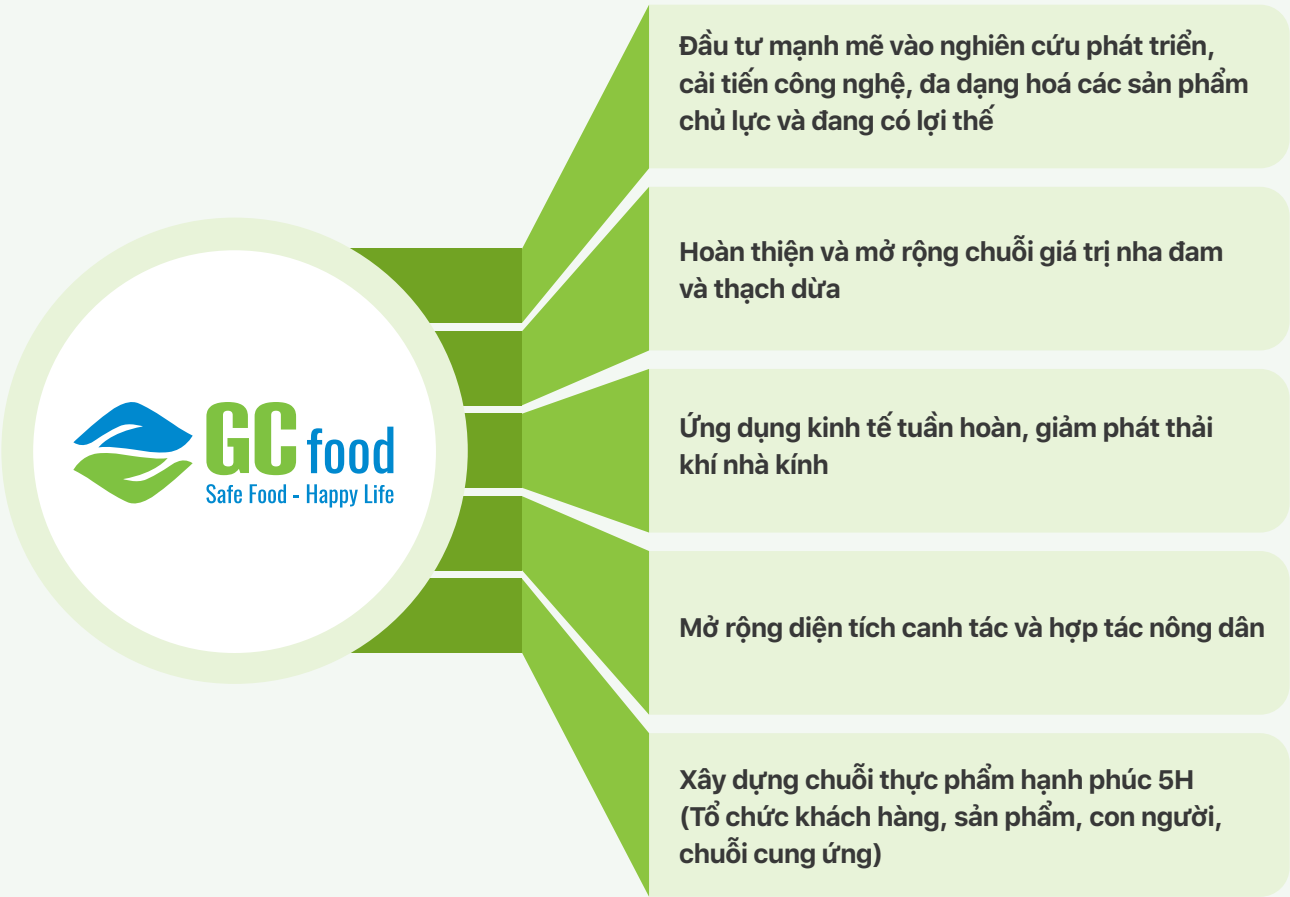 Đầu tư mạnh mẽ vào nghiên cứu phát triển,
cải tiến công nghệ, đa dạng hoá các sản phẩm
chủ lực và đang có lợi thế
Hoàn thiện và mở rộng chuỗi giá trị nha đam
và thạch dừa
GC food
Safe Food - Happy Life
Ứng dụng kinh tế tuần hoàn, giảm phát thải
khí nhà kính
Mở rộng diện tích canh tác và hợp tác nông dân
Xây dựng chuỗi thực phẩm hạnh phúc 5H
(Tổ chức khách hàng, sản phẩm, con người,
chuỗi cung ứng)